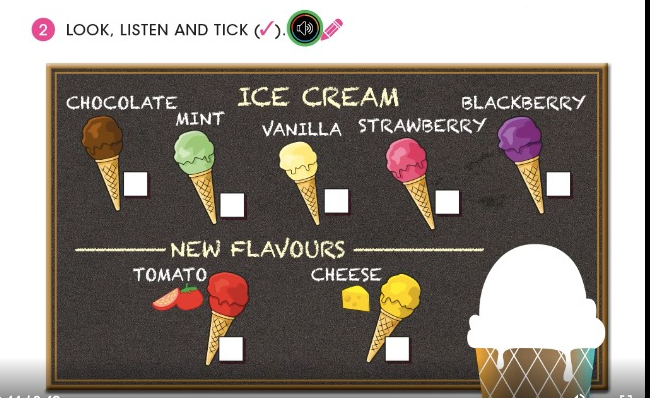 2 LOOK, LISTEN AND TICK (✓).
ICE CREAM
CHOCOLATE
MINT
VANILLA
STRAWBERRY
BLACKBERRY
NEW FLAVOURS
TOMATO
CHEESE